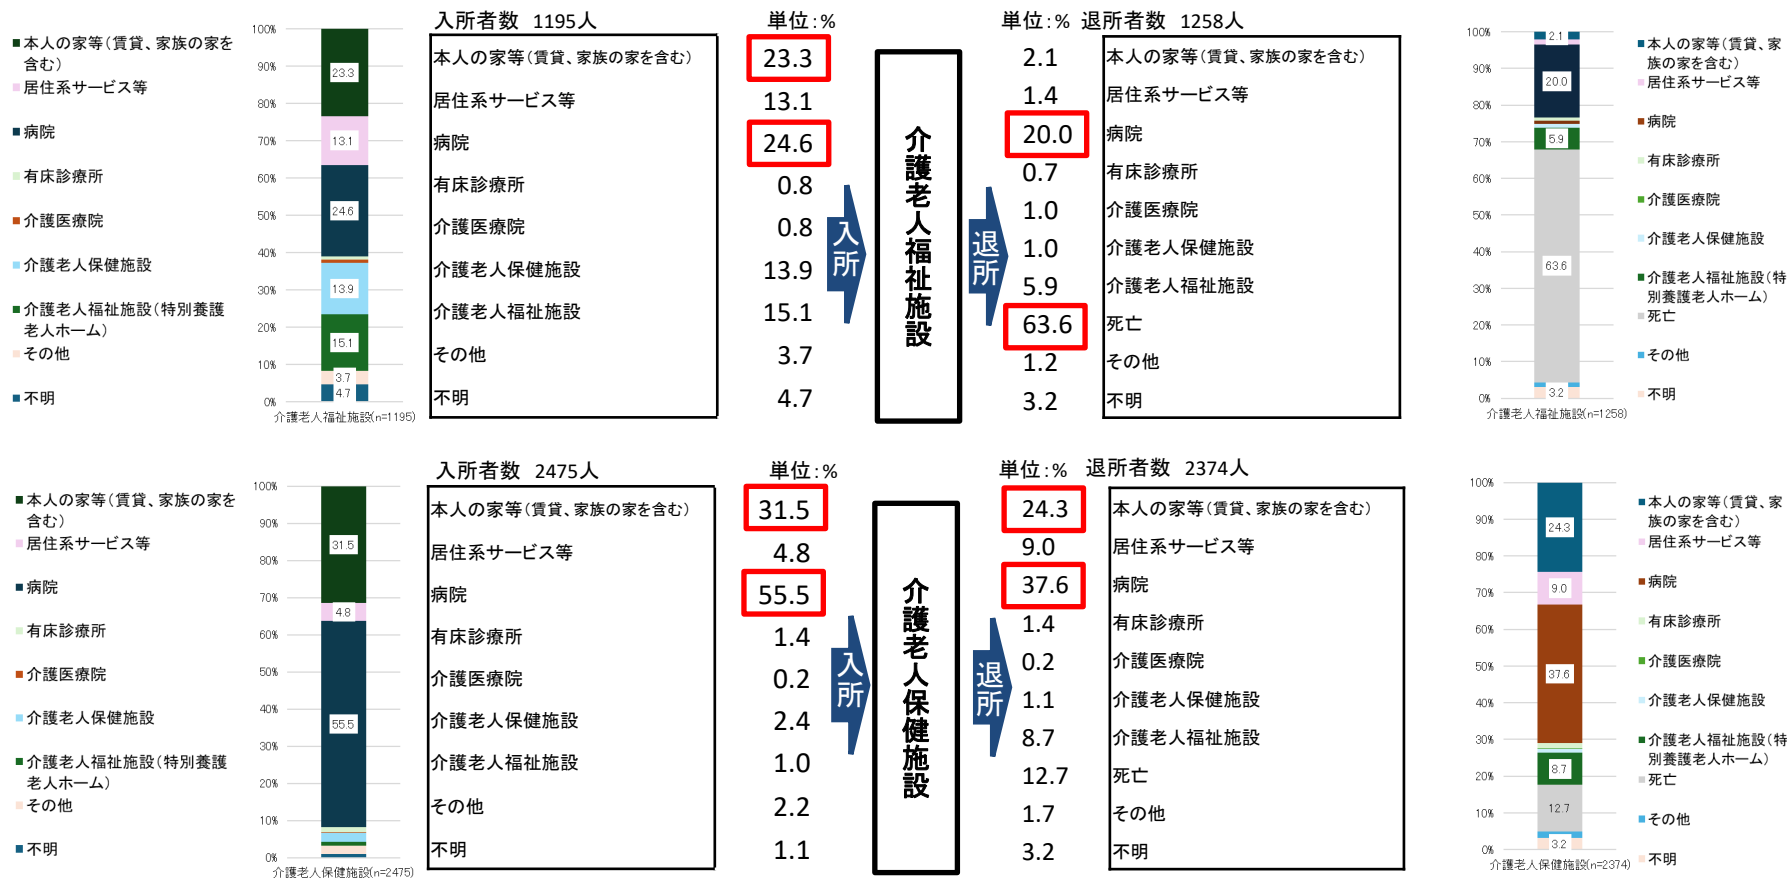 入所者数 1195人
単位:%
単位:% 退所者数 1258人
本人の家等(賃貸、家族の家を
含む)
居住系サービス等
病院
有床診療所
介護医療院
介護老人保健施設
介護老人福祉施設(特別養護
老人ホーム)
その他
不明
100%
90%
80%
70%
60%
50%
40%
30%
20%
10%
0%
23.3
13.1
24.6
13.9
15.1
3.7
4.7
介護老人福祉施設(n=1195)
本人の家等(賃貸、家族の家を含む) 23.3
居住系サービス等 13.1
病院 24.6
有床診療所 0.8
介護医療院 0.8
介護老人保健施設 13.9
介護老人福祉施設 15.1
その他 3.7
不明 4.7
入所
介護老人福祉施設
退所
2.1 本人の家等(賃貸、家族の家を含む)
1.4 居住系サービス等
20.0 病院
0.7 有床診療所
1.0 介護医療院
1.0 介護老人保健施設
5.9 介護老人福祉施設
63.6 死亡
1.2 その他
3.2 不明
100%
90%
80%
70%
60%
50%
40%
30%
20%
10%
0%
2.1
20.0
5.9
63.6
3.2
介護老人福祉施設(n=1258)
本人の家等(賃貸、家
族の家を含む)
居住系サービス等
病院
有床診療所
介護医療院
介護老人保健施設
介護老人福祉施設(特
別養護老人ホーム)
死亡
その他
不明
入所者数 2475人
単位:%
単位:% 退所者数 2374人
本人の家等(賃貸、家族の家を
含む)
居住系サービス等
病院
有床診療所
介護医療院
介護老人保健施設
介護老人福祉施設(特別養護
老人ホーム)
その他
不明
100%
90%
80%
70%
60%
50%
40%
30%
20%
10%
0%
31.5
4.8
55.5
介護老人保健施設(n=2475)
本人の家等(賃貸、家族の家を含む) 31.5
居住系サービス等 4.8
病院 55.5
有床診療所 1.4
介護医療院 0.2
介護老人保健施設 2.4
介護老人福祉施設 1.0
その他 2.2
不明 1.1
入所
介護老人保健施設
退所
24.3 本人の家等(賃貸、家族の家を含む)
9.0 居住系サービス等
37.6 病院
1.4 有床診療所
0.2 介護医療院
1.1 介護老人保健施設
8.7 介護老人福祉施設
12.7 死亡
1.7 その他
3.2 不明
100%
90%
80%
70%
60%
50%
40%
30%
20%
10%
0%
24.3
9.0
37.6
8.7
12.7
3.2
介護老人保健施設(n=2374)
本人の家等(賃貸、家
族の家を含む)
居住系サービス等
病院
有床診療所
介護医療院
介護老人保健施設
介護老人福祉施設(特
別養護老人ホーム)
死亡
その他
不明